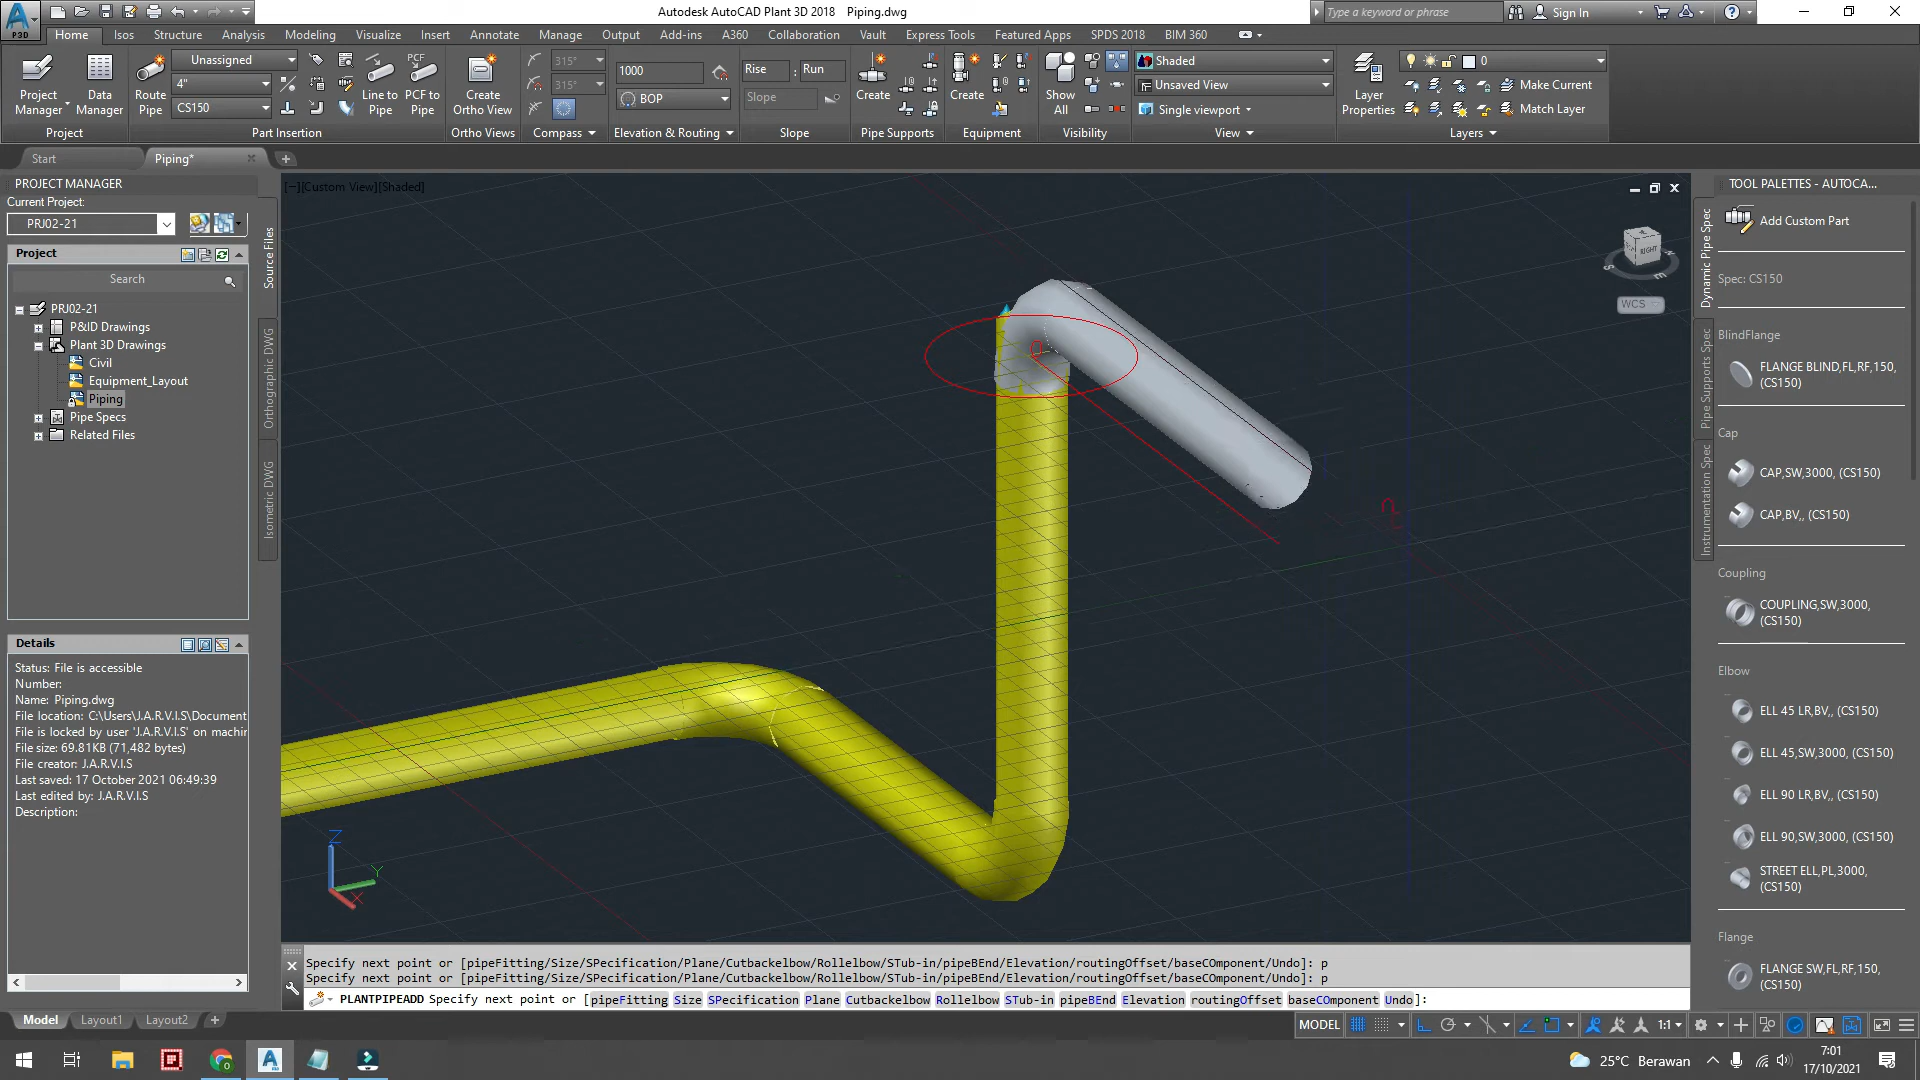 P3D
Autodesk AutoCAD Plant 3D 2018 Piping.dwg
Type a keyword or phrase
Sign In
Home Isos Structure Analysis Modeling Visualize Insert Annotate Manage Output Add-ins A360 Collaboration Vault Express Tools Featured Apps SPDS 2018 BIM 360
Project Manager
Data Manager
Project
Route Pipe
Unassigned
4"
CS150
Line to Pipe
PCF
PCF to Pipe
Part Insertion
Create Ortho View
Ortho Views
315°
315°
Compass
1000
BOP
Elevation & Routing
Rise : Run
Slope
Slope
Create
Pipe Supports
Create
Equipment
Show All
Visibility
Shaded
Unsaved View
Single viewport
View
Layer Properties
0
Make Current
Match Layer
Layers
Start
Piping*
PROJECT MANAGER
Current Project:
PRJ02-21
Project
Search
PRJ02-21
P&ID Drawings
Plant 3D Drawings
Civil
Equipment_Layout
Piping
Pipe Specs
Related Files
Source Files
Orthographic DWG
Isometric DWG
Details
Status: File is accessible
Number:
Name: Piping.dwg
File location: C:\Users\J.A.R.V.I.S\Document
File is locked by user 'J.A.R.V.I.S' on machin
File size: 69.81KB (71,482 bytes)
File creator: J.A.R.V.I.S
Last saved: 17 October 2021 06:49:39
Last edited by: J.A.R.V.I.S
Description:
[−][Custom View][Shaded]
RIGHT
S
E
N
WCS
0
Z
Y
X
TOOL PALETTES - AUTOCA...
Dynamic Pipe Spec
Pipe Supports Spec
Instrumentation Spec
Add Custom Part
Spec: CS150
BlindFlange
FLANGE BLIND,FL,RF,150,
(CS150)
Cap
CAP,SW,3000, (CS150)
CAP,BV,, (CS150)
Coupling
COUPLING,SW,3000,
(CS150)
Elbow
ELL 45 LR,BV,, (CS150)
ELL 45,SW,3000, (CS150)
ELL 90 LR,BV,, (CS150)
ELL 90,SW,3000, (CS150)
STREET ELL,PL,3000,
(CS150)
Flange
FLANGE SW,FL,RF,150,
(CS150)
Specify next point or [pipeFitting/Size/SPecification/Plane/Cutbackelbow/Rollelbow/STub-in/pipeBEnd/Elevation/routingOffset/baseCOmponent/Undo]: p
Specify next point or [pipeFitting/Size/SPecification/Plane/Cutbackelbow/Rollelbow/STub-in/pipeBEnd/Elevation/routingOffset/baseCOmponent/Undo]: p
PLANTPIPEADD Specify next point or [pipeFitting Size SPecification Plane Cutbackelbow Rollelbow STub-in pipeBEnd Elevation routingOffset baseCOmponent Undo]:
Model Layout1 Layout2
MODEL
1:1
25°C Berawan
7:01
17/10/2021